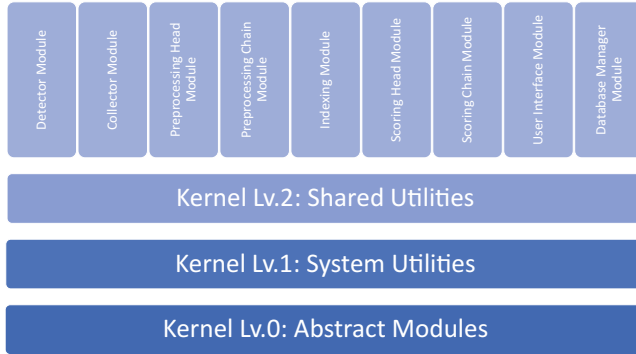 Detector Module
Collector Module
Preprocessing Head
Module
Preprocessing Chain
Module
Indexing Module
Scoring Head Module
Scoring Chain Module
User Interface Module
Database Manager
Module
Kernel Lv.2: Shared Utilities
Kernel Lv.1: System Utilities
Kernel Lv.0: Abstract Modules